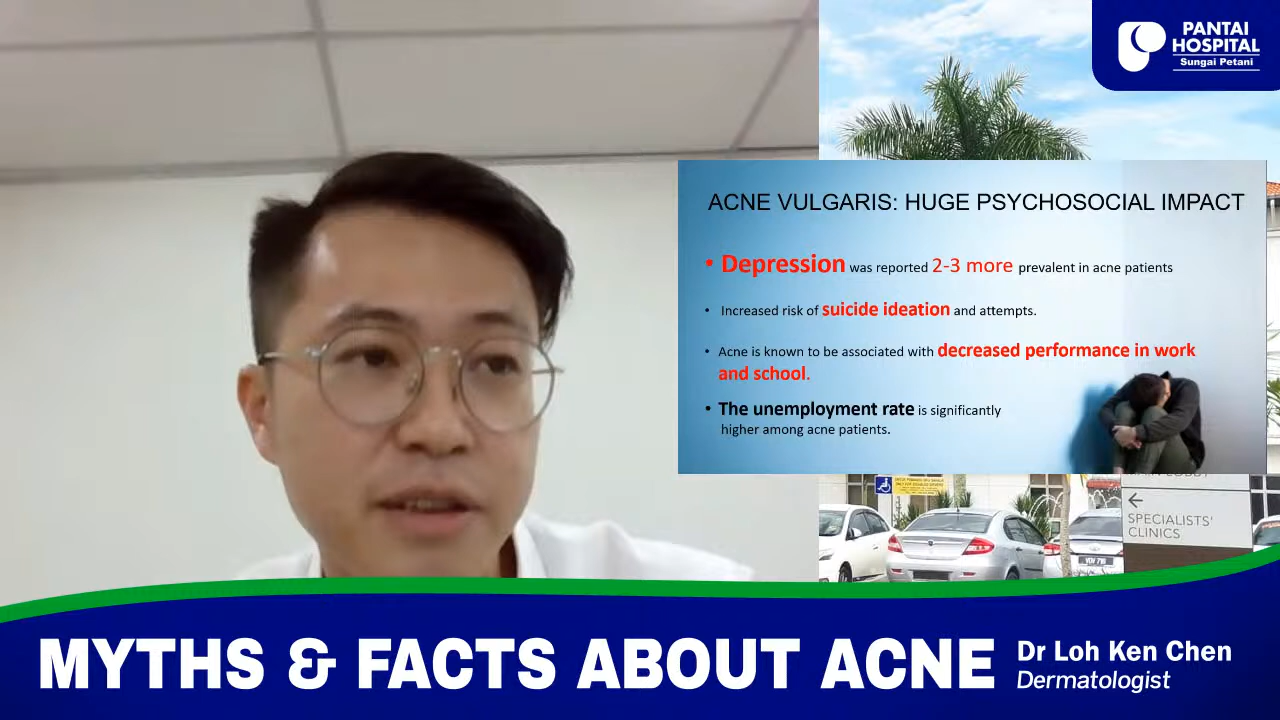 PANTAI
HOSPITAL
Sungai Petani
ACNE VULGARIS: HUGE PSYCHOSOCIAL IMPACT
• Depression was reported 2-3 more prevalent in acne patients
• Increased risk of suicide ideation and attempts.
• Acne is known to be associated with decreased performance in work
and school.
• The unemployment rate is significantly
higher among acne patients.
SPECIALISTS'
CLINICS
MYTHS & FACTS ABOUT ACNE
Dr Loh Ken Chen
Dermatologist